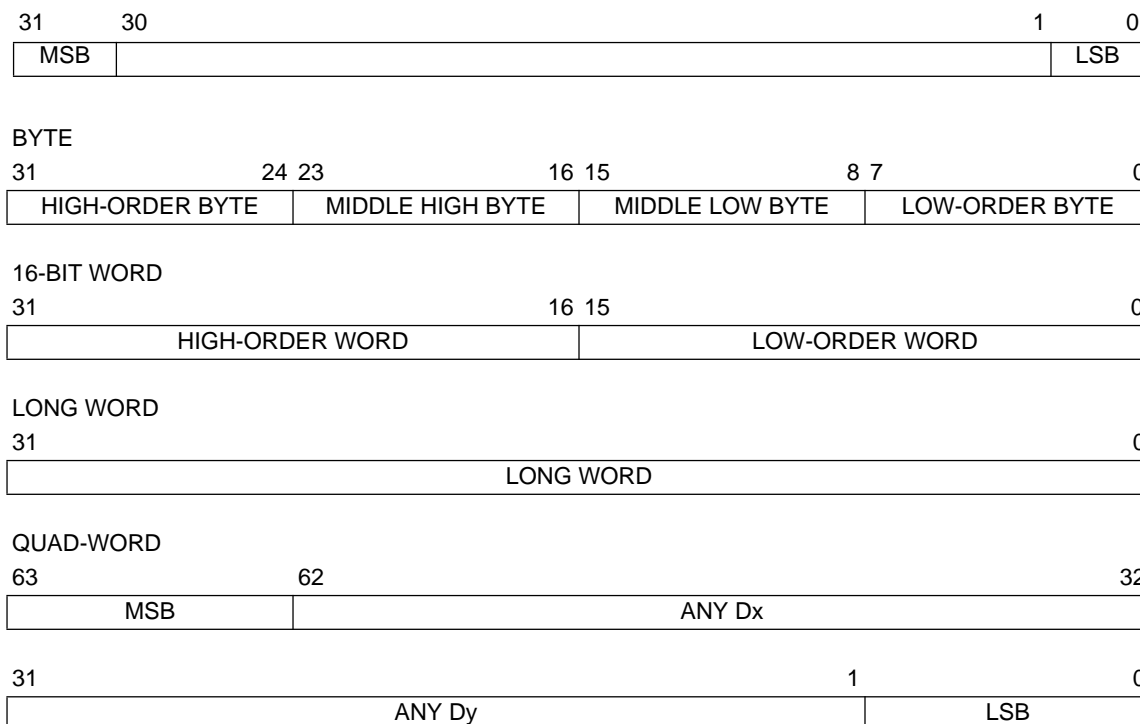 31 30 1 0
MSB LSB
BYTE
31 24 23 16 15 8 7 0
HIGH-ORDER BYTE MIDDLE HIGH BYTE MIDDLE LOW BYTE LOW-ORDER BYTE
16-BIT WORD
31 16 15 0
HIGH-ORDER WORD LOW-ORDER WORD
LONG WORD
31 0
LONG WORD
QUAD-WORD
63 62 32
MSB ANY Dx
31 1 0
ANY Dy LSB